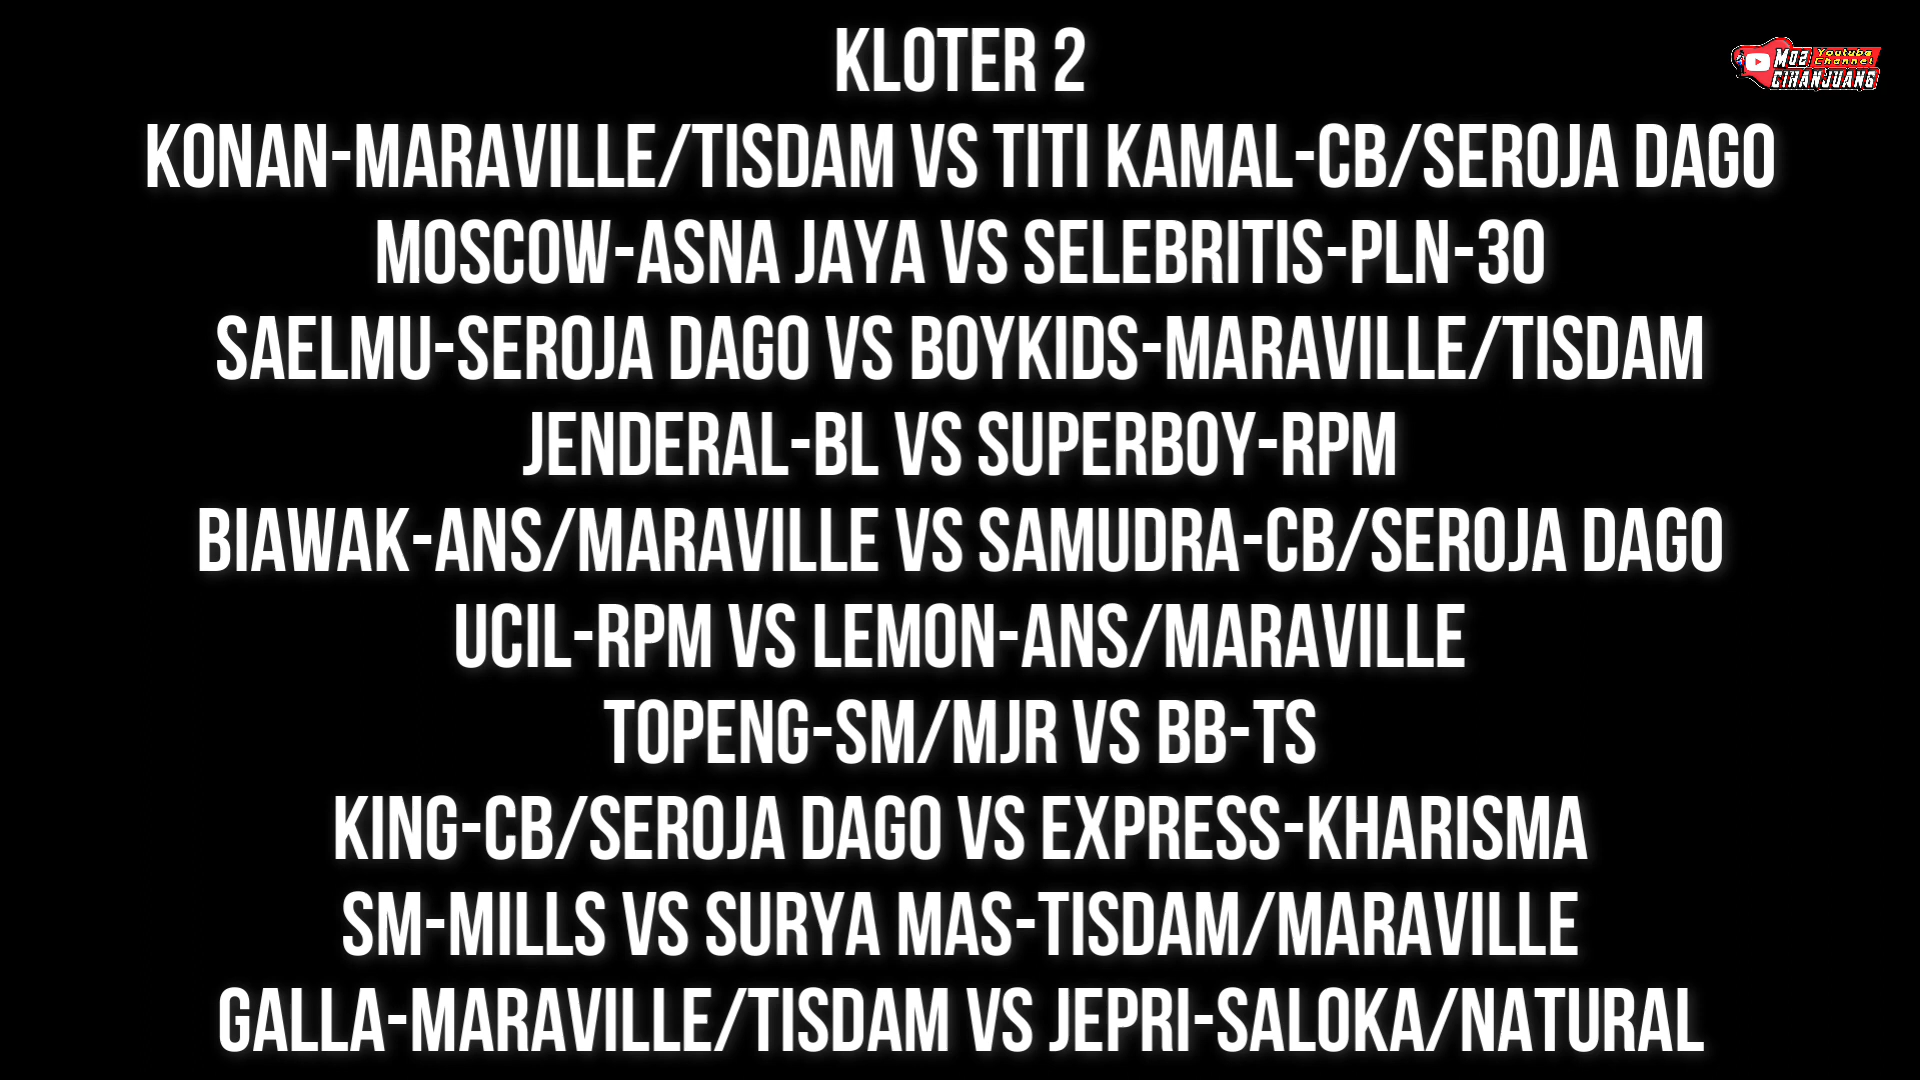 KLOTER 2
KONAN-MARAVILLE/TISDAM VS TITI KAMAL-CB/SEROJA DAGO
MOSCOW-ASNA JAYA VS SELEBRITIS-PLN-30
SAELMU-SEROJA DAGO VS BOYKIDS-MARAVILLE/TISDAM
JENDERAL-BL VS SUPERBOY-RPM
BIAWAK-ANS/MARAVILLE VS SAMUDRA-CB/SEROJA DAGO
UCIL-RPM VS LEMON-ANS/MARAVILLE
TOPENG-SM/MJR VS BB-TS
KING-CB/SEROJA DAGO VS EXPRESS-KHARISMA
SM-MILLS VS SURYA MAS-TISDAM/MARAVILLE
GALLA-MARAVILLE/TISDAM VS JEPRI-SALOKA/NATURAL
Youtube
Channel
CIHANJUANG